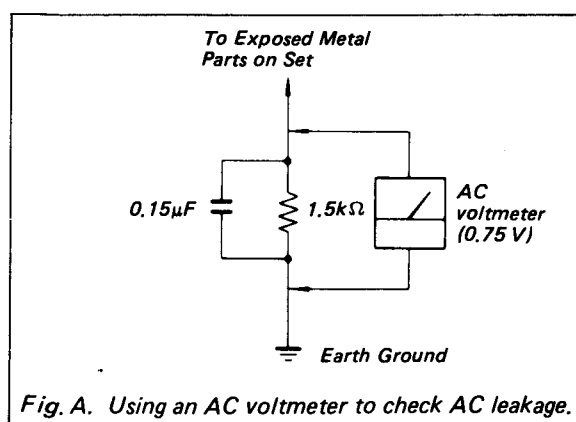 To Exposed Metal
Parts on Set
0.15μF
1.5kΩ
AC
voltmeter
(0.75 V)
Earth Ground
Fig. A. Using an AC voltmeter to check AC leakage.